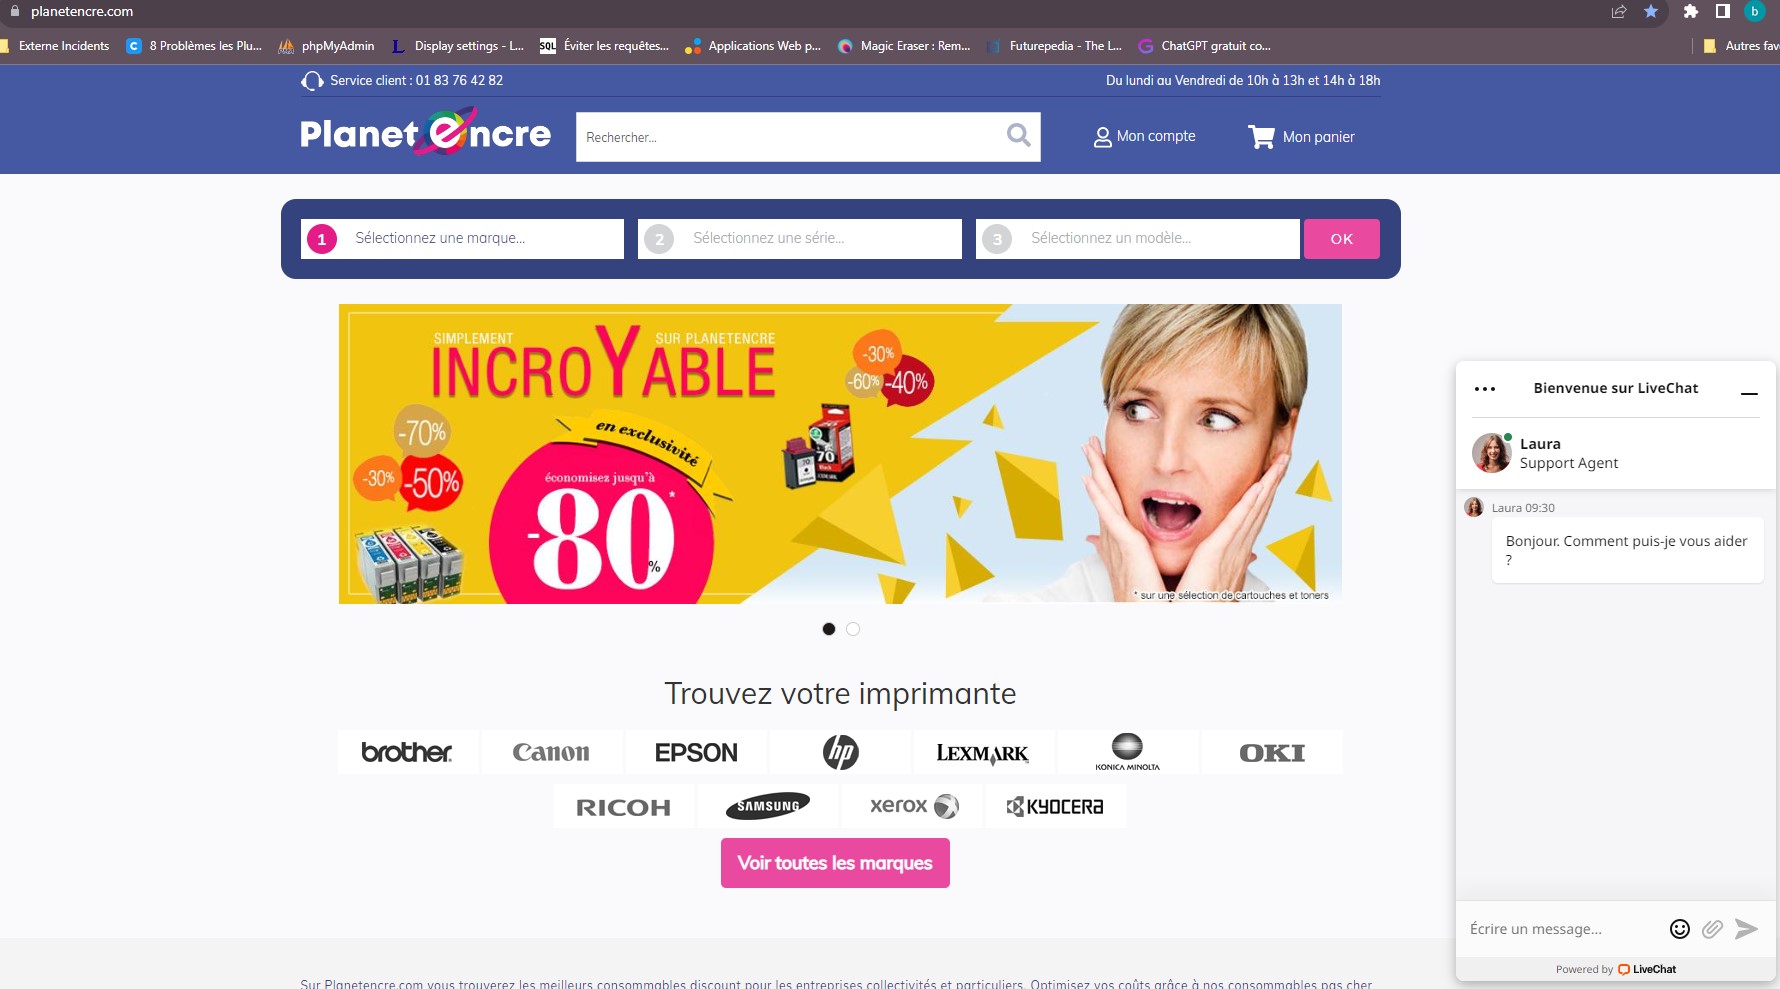 planetencre.com
b
Externe Incidents
C 8 Problèmes les Plu...
phpMyAdmin
L Display settings - L...
SQL Éviter les requêtes...
Applications Web p...
Magic Eraser : Rem...
Futurepedia - The L...
G ChatGPT gratuit co...
Autres fav
Service client : 01 83 76 42 82
Du lundi au Vendredi de 10h à 13h et 14h à 18h
Planet encre
Rechercher...
Mon compte
Mon panier
1 Sélectionnez une marque...
2 Sélectionnez une série...
3 Sélectionnez un modèle...
OK
SIMPLEMENT
SUR PLANETENCRE
INCROYABLE
-30%
-60%
-40%
-70%
-30%
-50%
en exclusivité
économisez jusqu'à
-80%*
70
70
Black
* sur une sélection de cartouches et toners
Trouvez votre imprimante
brother
Canon
EPSON
hp
LEXMARK
KONICA MINOLTA
OKI
RICOH
SAMSUNG
xerox
KYOCERA
Voir toutes les marques
Sur Planetencre.com vous trouverez les meilleurs consommables discount pour les entreprises collectivités et particuliers. Optimisez vos coûts grâce à nos consommables pas cher
Bienvenue sur LiveChat
Laura
Support Agent
Laura 09:30
Bonjour. Comment puis-je vous aider
?
Écrire un message...
Powered by LiveChat